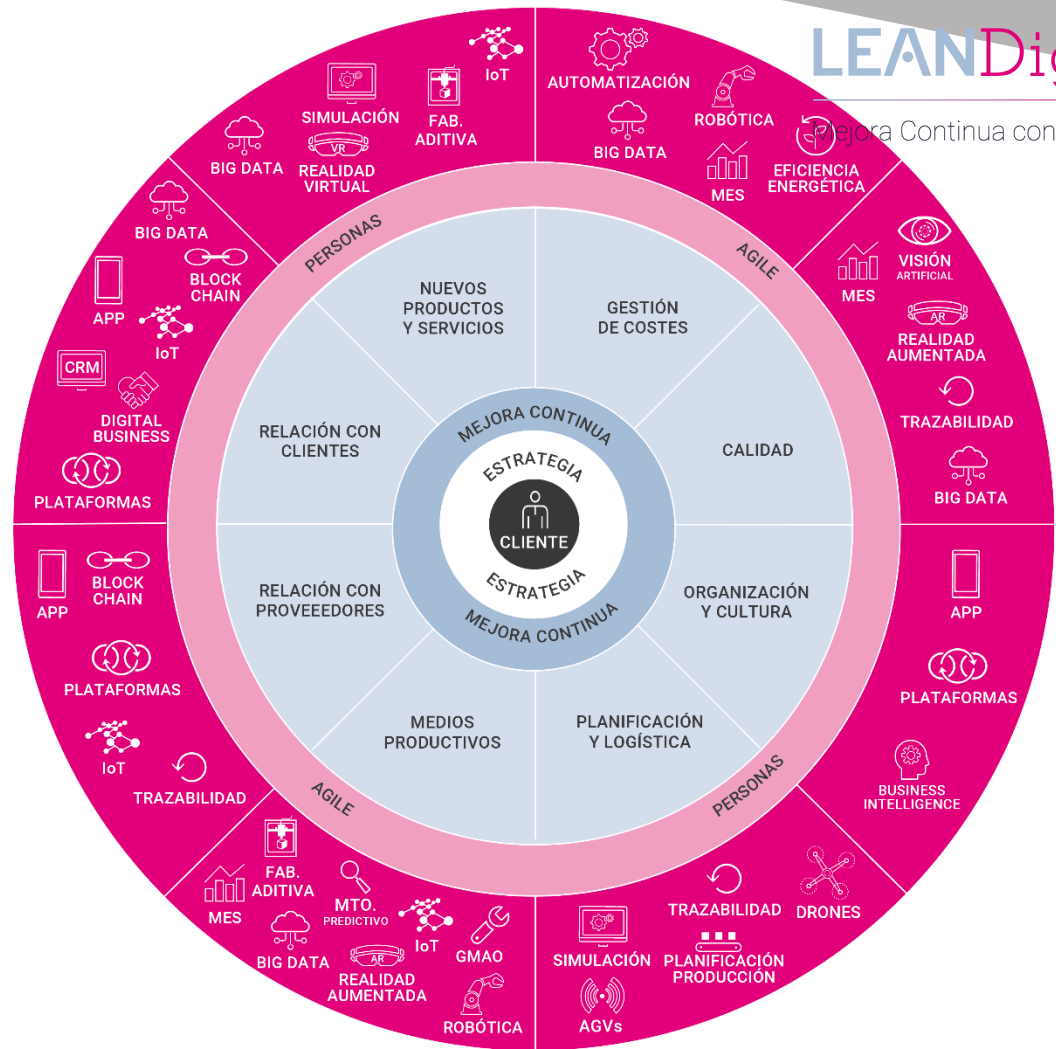 LEANDig
Mejora Continua con
IoT
SIMULACIÓN
FAB.
ADITIVA
BIG DATA
VR
REALIDAD
VIRTUAL
AUTOMATIZACIÓN
ROBÓTICA
BIG DATA
MES
EFICIENCIA
ENERGÉTICA
VISIÓN
ARTIFICIAL
MES
AR
REALIDAD
AUMENTADA
TRAZABILIDAD
BIG DATA
APP
PLATAFORMAS
BUSINESS
INTELLIGENCE
DRONES
TRAZABILIDAD
SIMULACIÓN
PLANIFICACIÓN
PRODUCCIÓN
AGVs
FAB.
ADITIVA
MES
MTO.
PREDICTIVO
IoT
GMAO
BIG DATA
AR
REALIDAD
AUMENTADA
ROBÓTICA
APP
BLOCK
CHAIN
PLATAFORMAS
IoT
TRAZABILIDAD
BIG DATA
BLOCK
CHAIN
APP
IoT
CRM
DIGITAL
BUSINESS
PLATAFORMAS
PERSONAS
AGILE
PERSONAS
AGILE
NUEVOS
PRODUCTOS
Y SERVICIOS
GESTIÓN
DE COSTES
CALIDAD
ORGANIZACIÓN
Y CULTURA
PLANIFICACIÓN
Y LOGÍSTICA
MEDIOS
PRODUCTIVOS
RELACIÓN CON
PROVEEEDORES
RELACIÓN CON
CLIENTES
MEJORA CONTINUA
ESTRATEGIA
CLIENTE
ESTRATEGIA
MEJORA CONTINUA